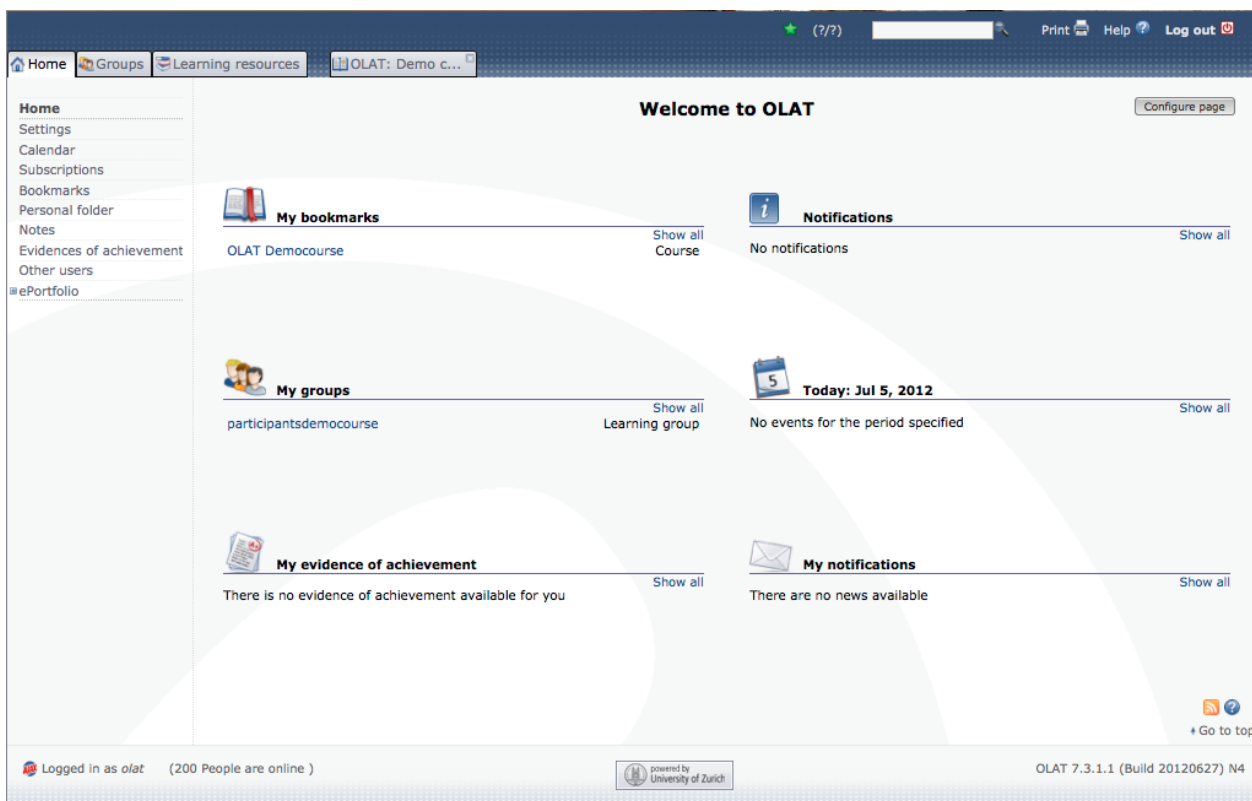 (?/?) Print Help Log out
Home Groups Learning resources OLAT: Demo c...
Home
Settings
Calendar
Subscriptions
Bookmarks
Personal folder
Notes
Evidences of achievement
Other users
ePortfolio
Welcome to OLAT
Configure page
My bookmarks
Show all
OLAT Democourse Course
Notifications
Show all
No notifications
My groups
Show all
participantsdemocourse Learning group
5
Today: Jul 5, 2012
Show all
No events for the period specified
My evidence of achievement
Show all
There is no evidence of achievement available for you
My notifications
Show all
There are no news available
Go to top
Logged in as olat (200 People are online )
powered by
University of Zurich
OLAT 7.3.1.1 (Build 20120627) N4